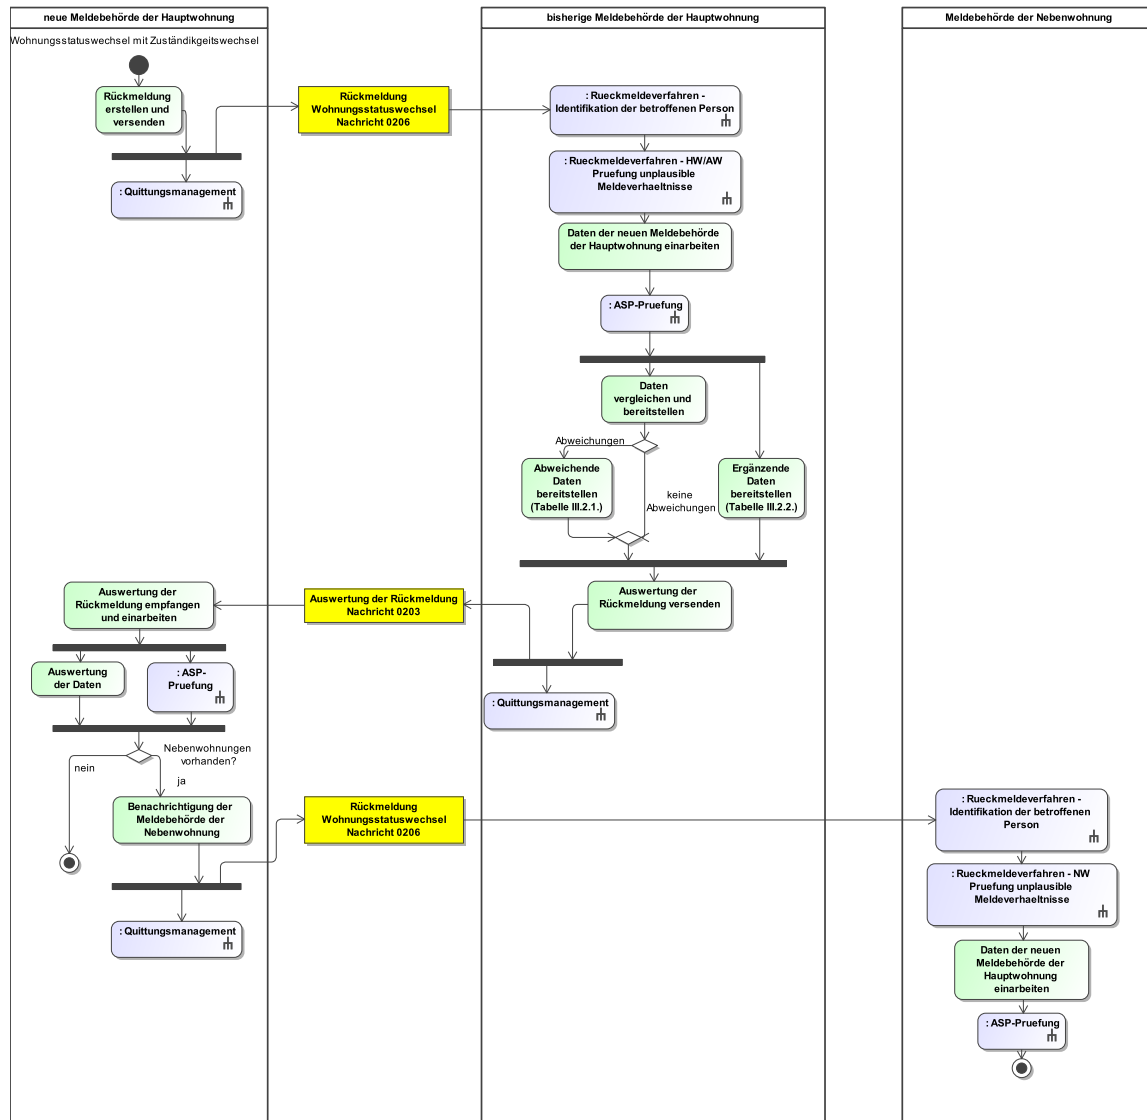 neue Meldebehörde der Hauptwohnung
bisherige Meldebehörde der Hauptwohnung
Meldebehörde der Nebenwohnung
Wohnungsstatuswechsel mit Zuständikgeitswechsel
Rückmeldung
erstellen und
versenden
: Quittungsmanagement
Rückmeldung
Wohnungsstatuswechsel
Nachricht 0206
: Rueckmeldeverfahren -
Identifikation der betroffenen Person
: Rueckmeldeverfahren - HW/AW
Pruefung unplausible
Meldeverhaeltnisse
Daten der neuen Meldebehörde
der Hauptwohnung einarbeiten
: ASP-Pruefung
Daten
vergleichen und
bereitstellen
Abweichungen
Abweichende
Daten
bereitstellen
(Tabelle III.2.1.)
keine
Abweichungen
Ergänzende
Daten
bereitstellen
(Tabelle III.2.2.)
Auswertung der
Rückmeldung versenden
: Quittungsmanagement
Auswertung der Rückmeldung
Nachricht 0203
Auswertung der
Rückmeldung empfangen
und einarbeiten
Auswertung
der Daten
: ASP-
Pruefung
Nebenwohnungen
vorhanden?
nein
ja
Benachrichtigung der
Meldebehörde der
Nebenwohnung
: Quittungsmanagement
Rückmeldung
Wohnungsstatuswechsel
Nachricht 0206
: Rueckmeldeverfahren -
Identifikation der betroffenen
Person
: Rueckmeldeverfahren - NW
Pruefung unplausible
Meldeverhaeltnisse
Daten der neuen
Meldebehörde der
Hauptwohnung
einarbeiten
: ASP-Pruefung